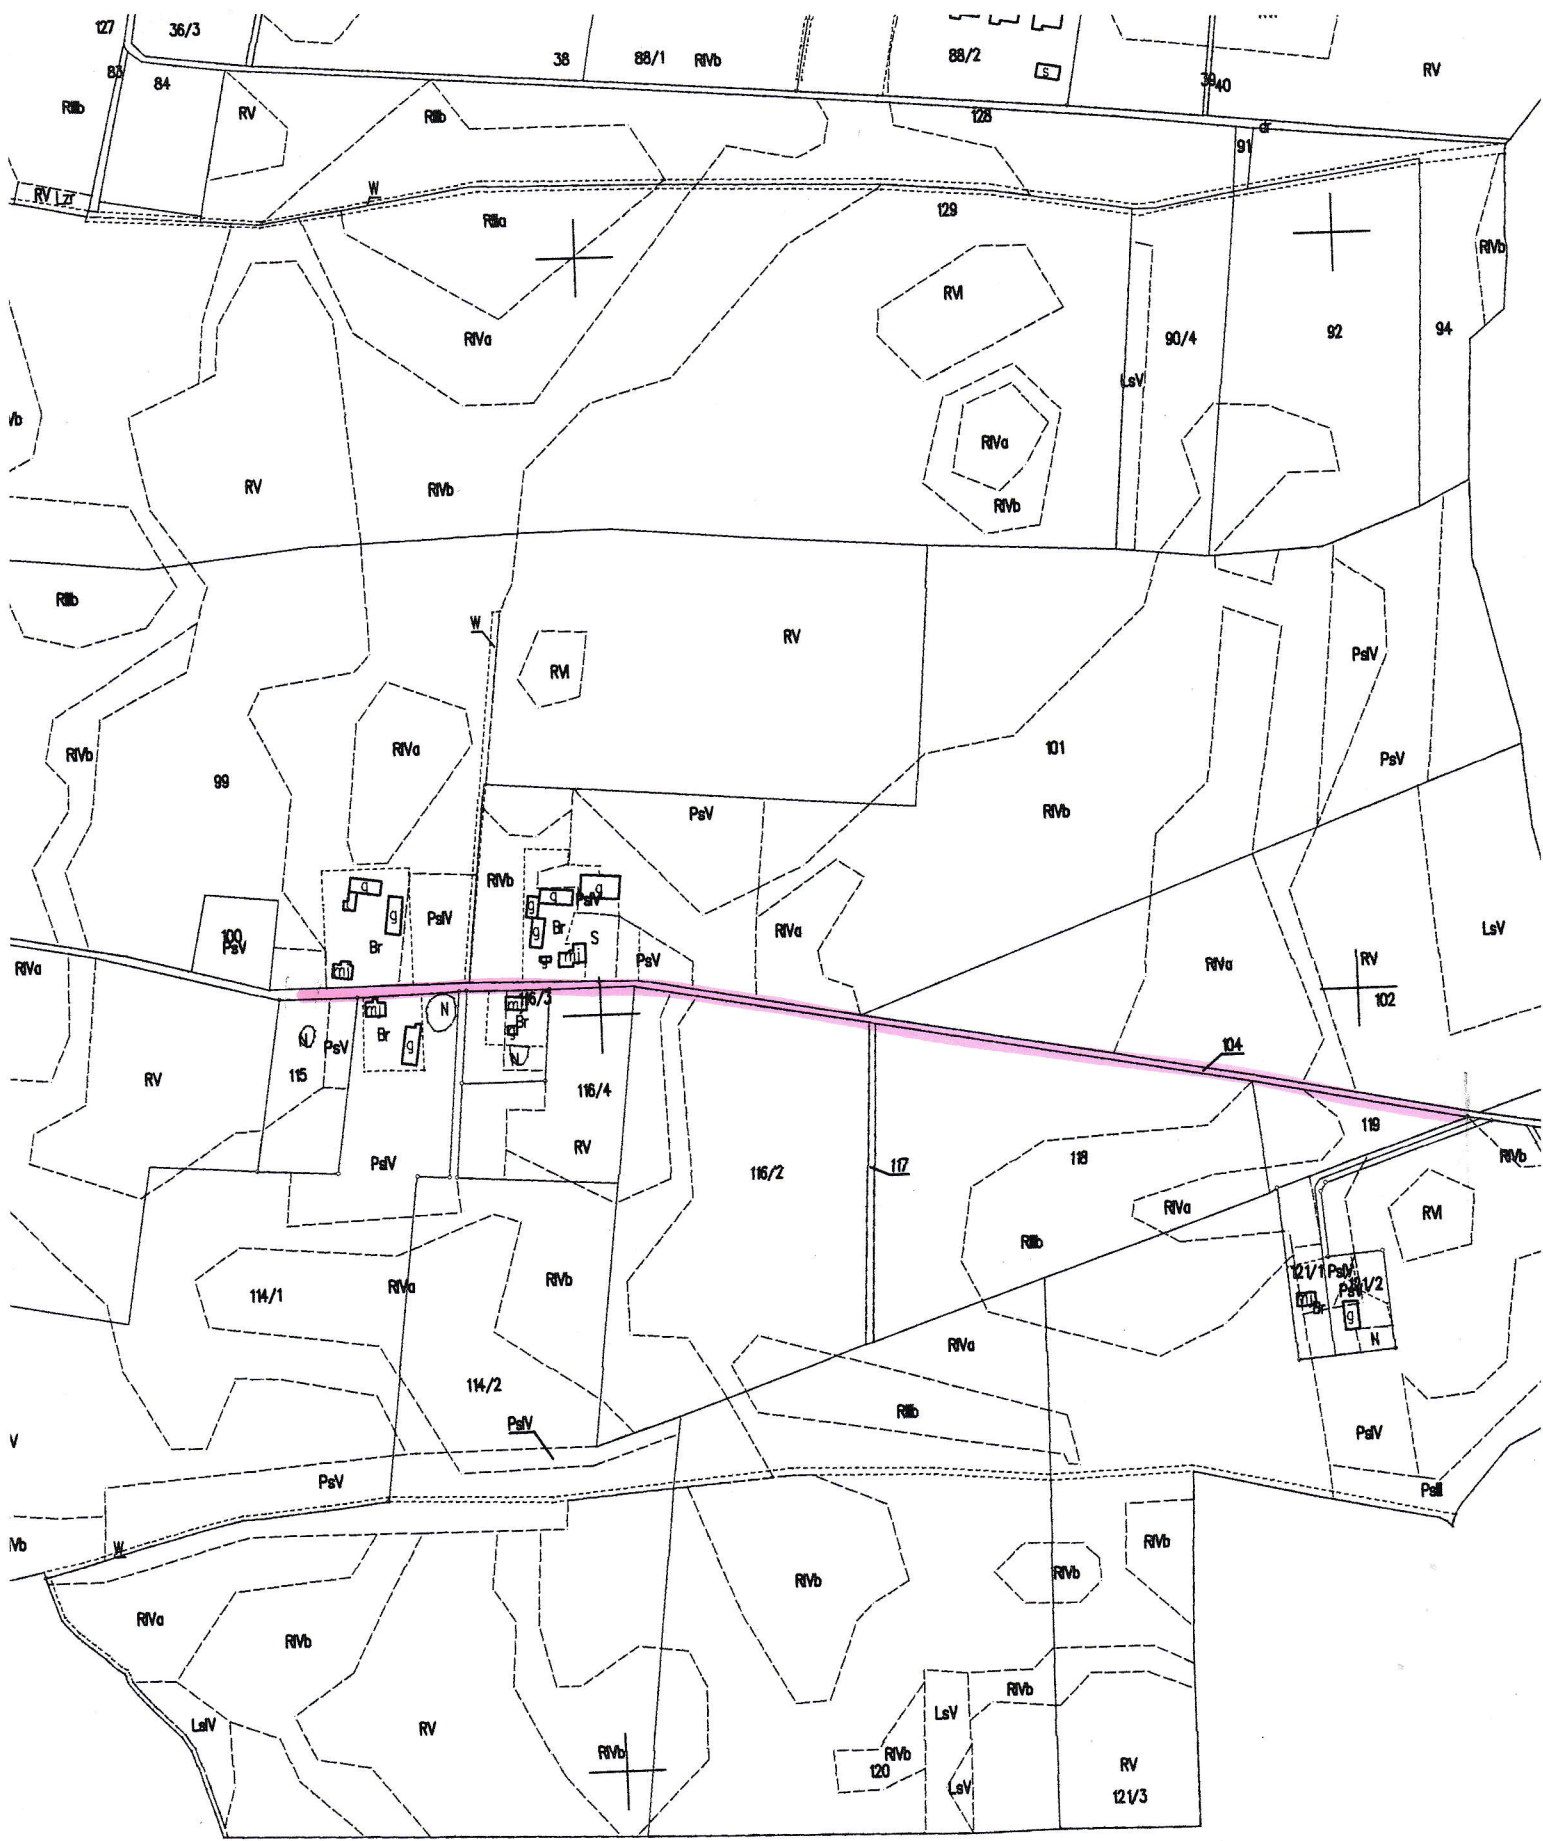 127
36/3
38
88/1
RIVb
88/2
s
39
40
RV
83
84
RIIIb
RV
RIIIb
128
dr
91
RV
W
RIIIa
129
RIVb
RVI
RIVa
90/4
92
94
LsV
RIVa
RV
RIVb
RIVb
RIIIb
W
RV
RVI
PsIV
RIVb
RIVa
101
PsV
99
PsV
RIVb
RIVb
g
g
g
g
PsIV
g
PsIV
g
Br
S
LsV
100
PsV
Br
mj
RIVa
PsV
RIVa
RV
RIVa
mj
102
116/3
N
mj
mj
Br
Br
g
g
N
PsV
N
104
115
RV
116/4
119
RV
118
RIVb
PsIV
116/2
117
RIVa
RVI
RIIIb
RIVb
121/1
PsIV
121/2
RIVa
PsV
114/1
mj
Br
g
N
RIVa
114/2
RIIIb
PsIV
PsIV
V
PsV
PsIII
RIVb
W
RIVb
RIVb
RIVa
RIVb
RIVb
LsIV
LsV
RV
RIVb
RIVb
120
RV
LsV
121/3